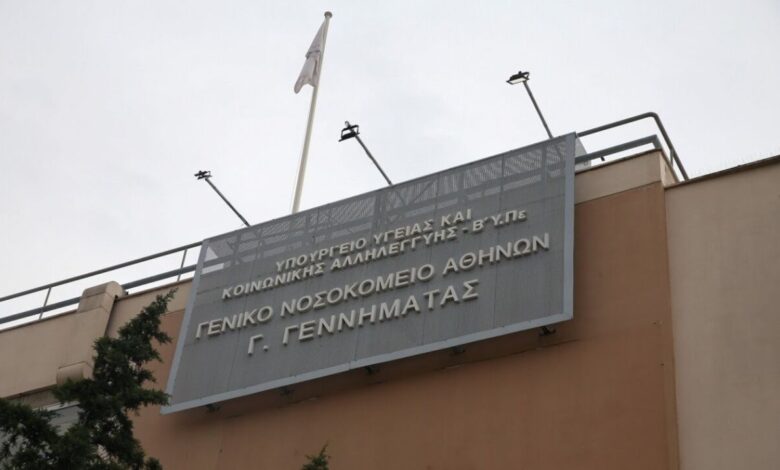 ΥΠΟΥΡΓΕΙΟ ΥΓΕΙΑΣ ΚΑΙ
ΚΟΙΝΩΝΙΚΗΣ ΑΛΛΗΛΕΓΓΥΗΣ - Β΄Υ.Πε
ΓΕΝΙΚΟ ΝΟΣΟΚΟΜΕΙΟ ΑΘΗΝΩΝ
Γ. ΓΕΝΝΗΜΑΤΑΣ